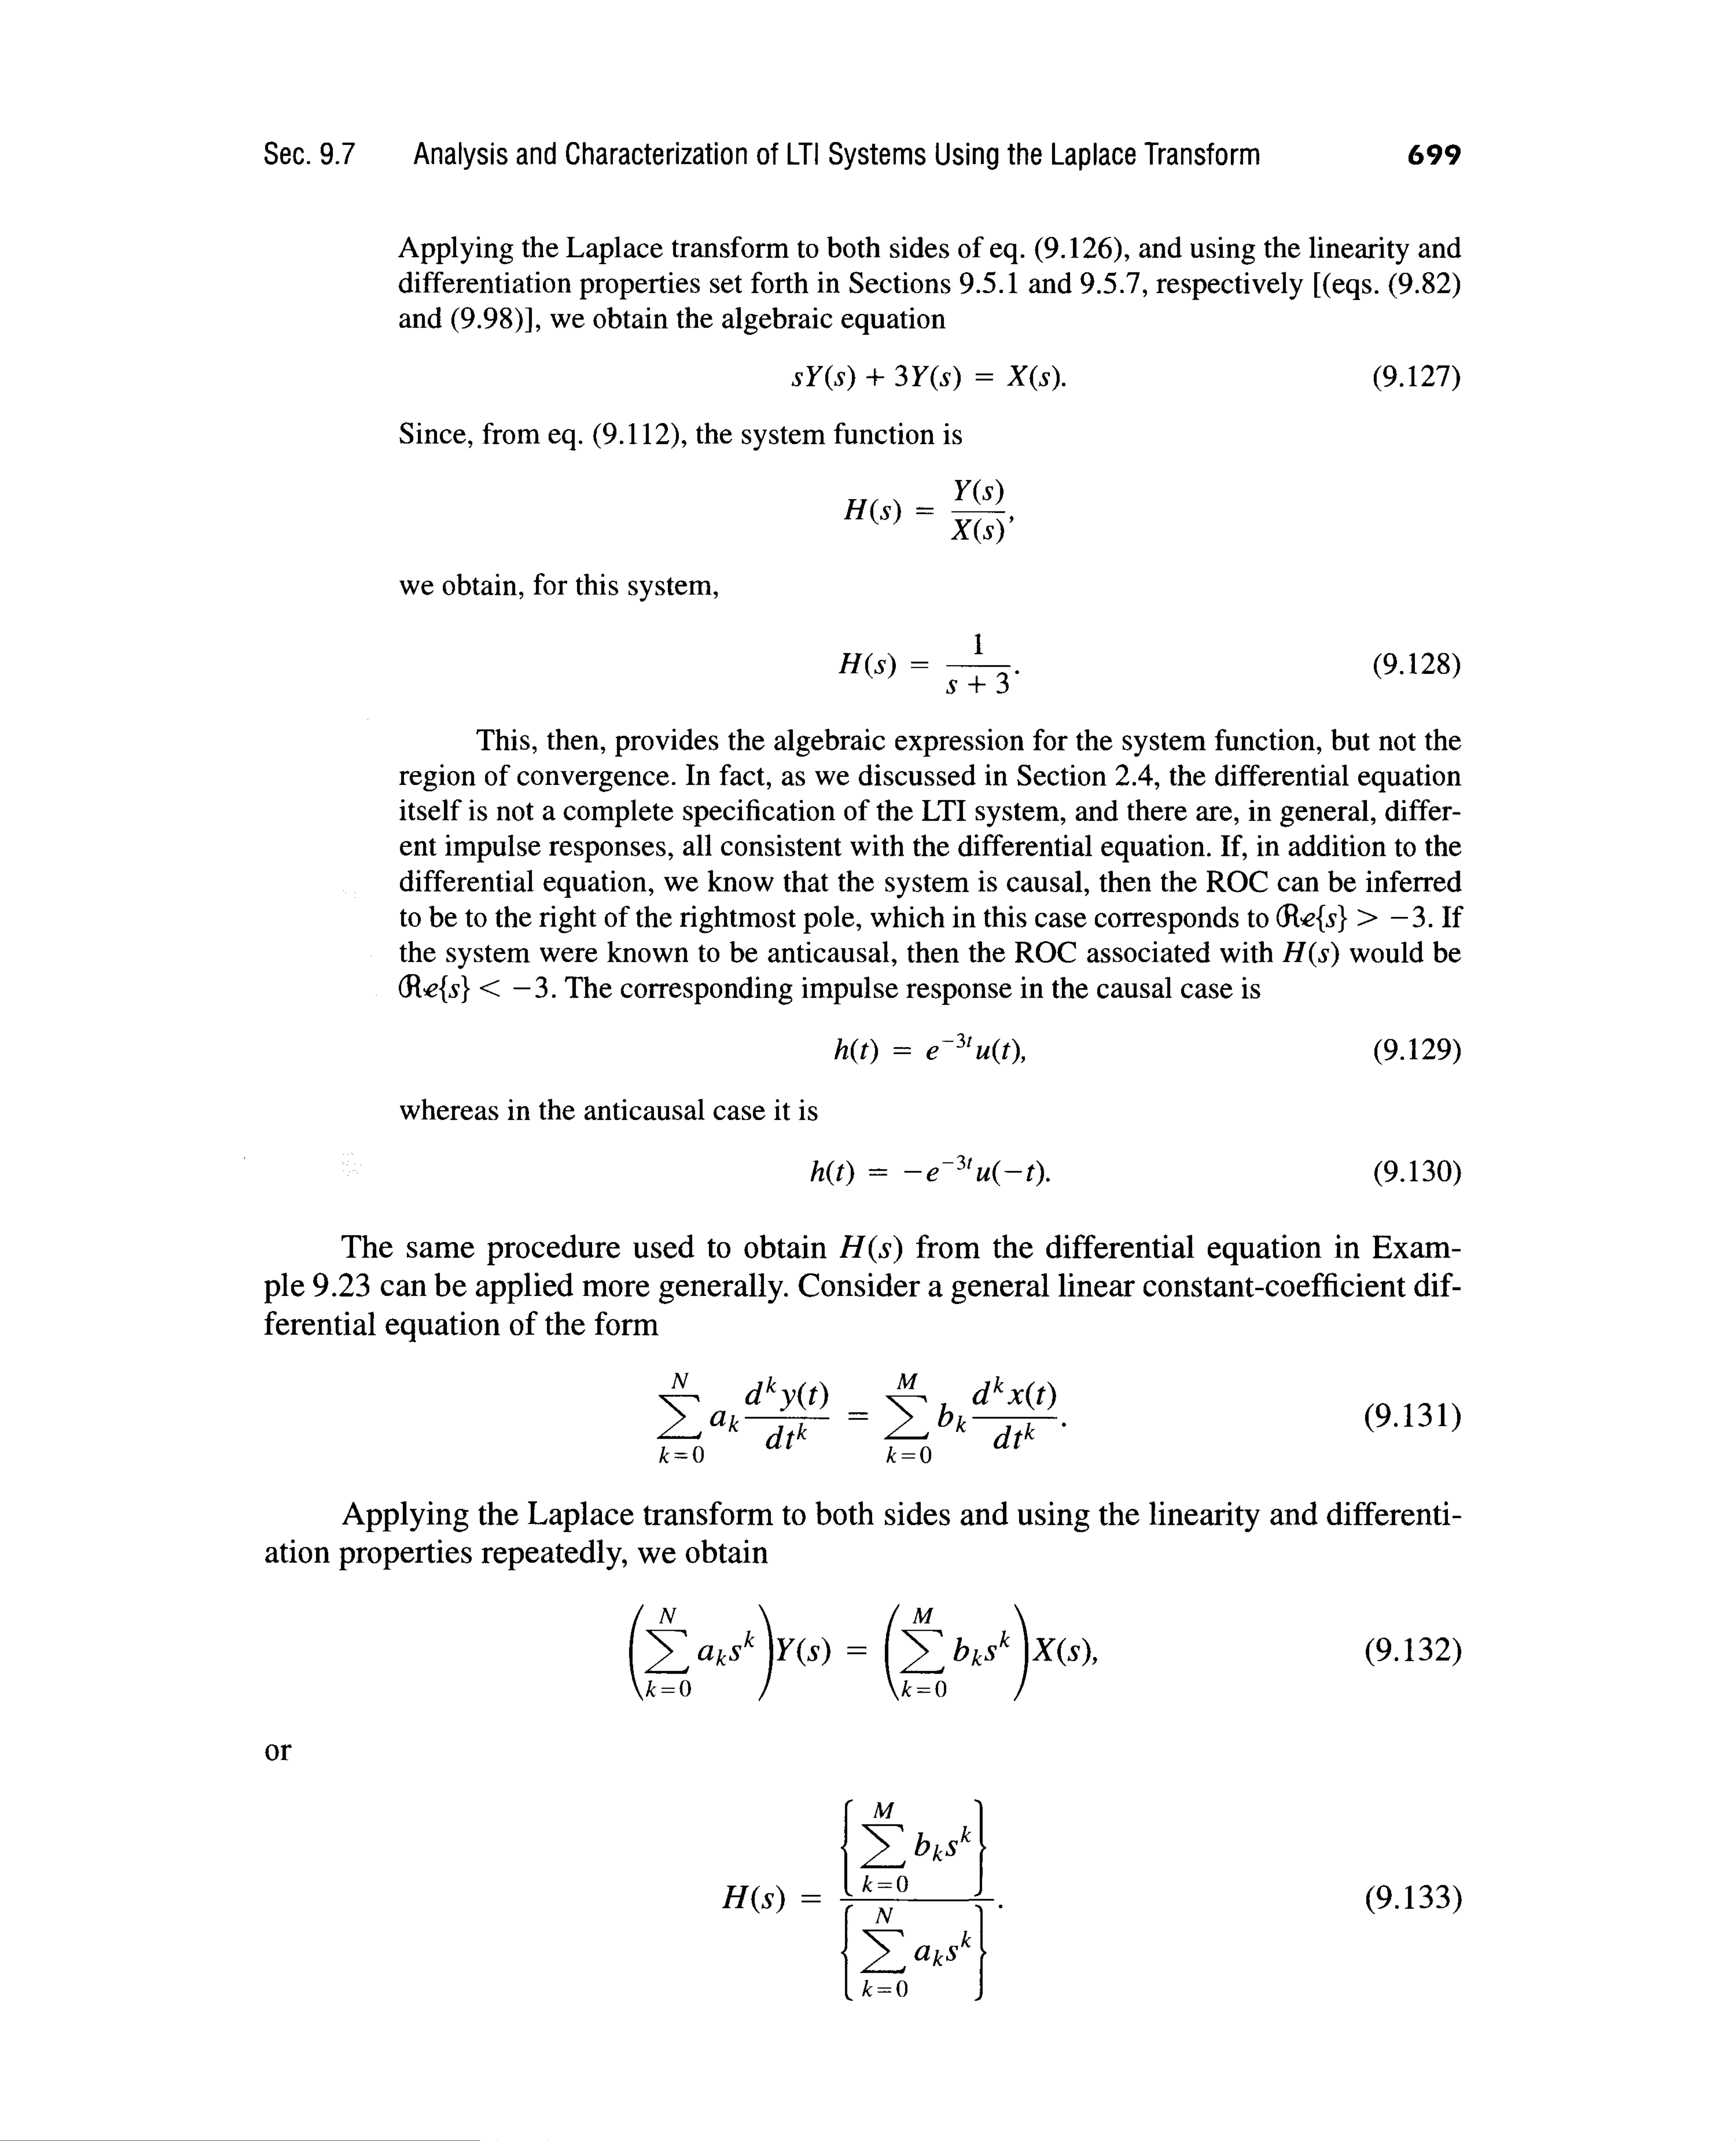 Sec. 9.7 Analysis and Characterization of LTI Systems Using the Laplace Transform 699
Applying the Laplace transform to both sides of eq. (9.126), and using the linearity and
differentiation properties set forth in Sections 9.5.1 and 9.5.7, respectively [(eqs. (9.82)
and (9.98)], we obtain the algebraic equation
sY(s) + 3Y(s) = X(s). (9.127)
Since, from eq. (9.112), the system function is
H(s) = \frac{Y(s)}{X(s)},
we obtain, for this system,
H(s) = \frac{1}{s + 3}. (9.128)
This, then, provides the algebraic expression for the system function, but not the
region of convergence. In fact, as we discussed in Section 2.4, the differential equation
itself is not a complete specification of the LTI system, and there are, in general, differ-
ent impulse responses, all consistent with the differential equation. If, in addition to the
differential equation, we know that the system is causal, then the ROC can be inferred
to be to the right of the rightmost pole, which in this case corresponds to ℜe{s} > −3. If
the system were known to be anticausal, then the ROC associated with H(s) would be
ℜe{s} < −3. The corresponding impulse response in the causal case is
h(t) = e^{-3t}u(t), (9.129)
whereas in the anticausal case it is
h(t) = −e^{-3t}u(−t). (9.130)
The same procedure used to obtain H(s) from the differential equation in Exam-
ple 9.23 can be applied more generally. Consider a general linear constant-coefficient dif-
ferential equation of the form
\sum_{k=0}^{N} a_k \frac{d^k y(t)}{dt^k} = \sum_{k=0}^{M} b_k \frac{d^k x(t)}{dt^k}. (9.131)
Applying the Laplace transform to both sides and using the linearity and differenti-
ation properties repeatedly, we obtain
\left(\sum_{k=0}^{N} a_k s^k\right)Y(s) = \left(\sum_{k=0}^{M} b_k s^k\right)X(s), (9.132)
or
H(s) = \frac{\left\{\sum_{k=0}^{M} b_k s^k\right\}}{\left\{\sum_{k=0}^{N} a_k s^k\right\}}. (9.133)